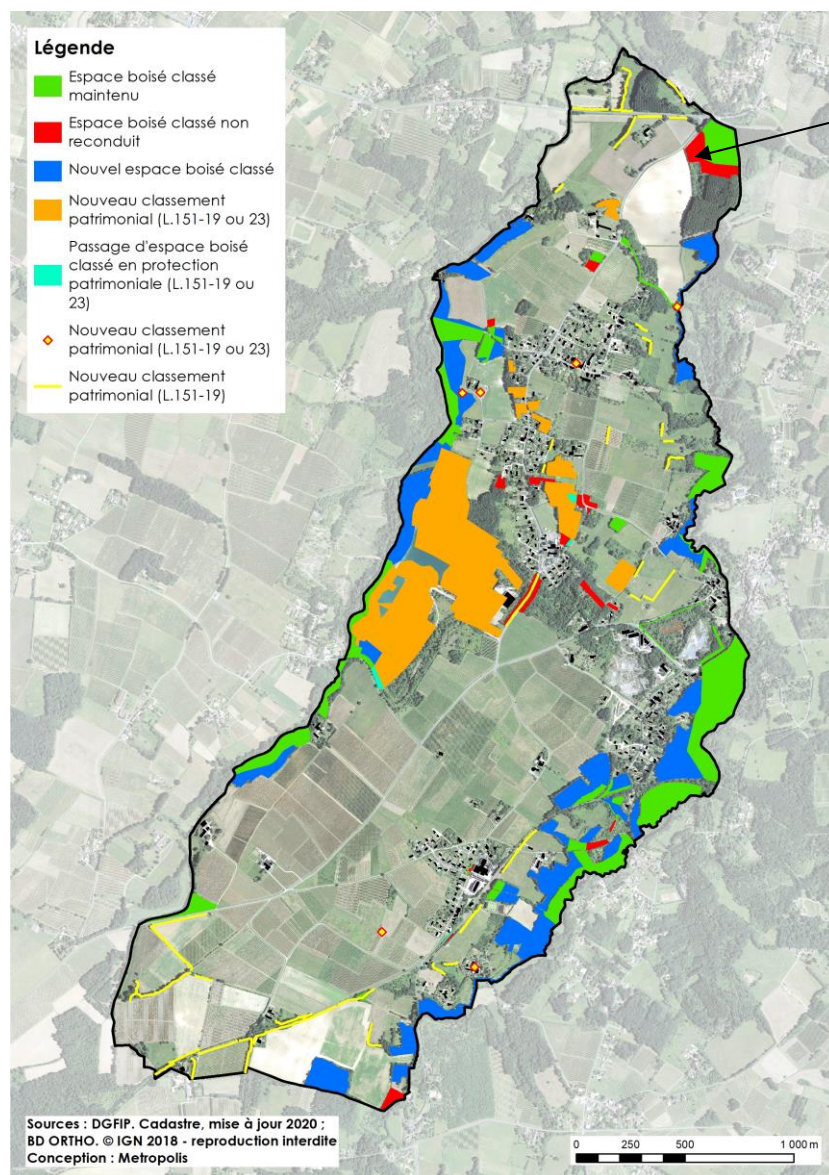 Légende
Espace boisé classé
maintenu
Espace boisé classé non
reconduit
Nouvel espace boisé classé
Nouveau classement
patrimonial (L.151-19 ou 23)
Passage d'espace boisé
classé en protection
patrimoniale (L.151-19 ou
23)
Nouveau classement
patrimonial (L.151-19 ou 23)
Nouveau classement
patrimonial (L.151-19)
Sources : DGFIP. Cadastre, mise à jour 2020 ;
BD ORTHO. © IGN 2018 - reproduction interdite
Conception : Metropolis
0 250 500 1 000 m